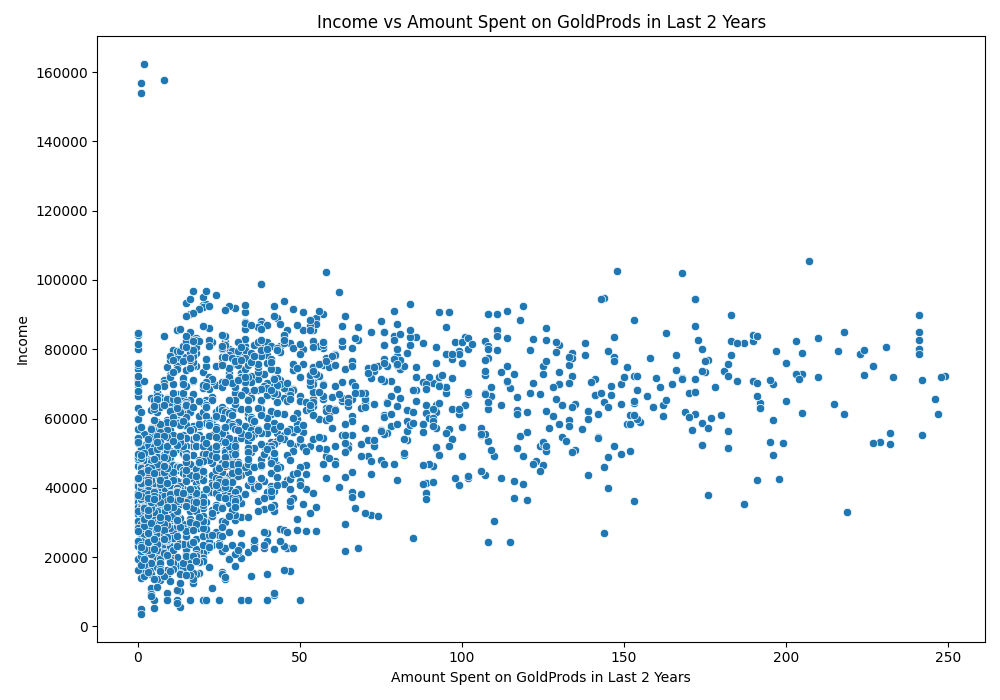 Income vs Amount Spent on GoldProds in Last 2 Years
160000
140000
120000
100000
80000
60000
40000
20000
0
Income
0 50 100 150 200 250
Amount Spent on GoldProds in Last 2 Years